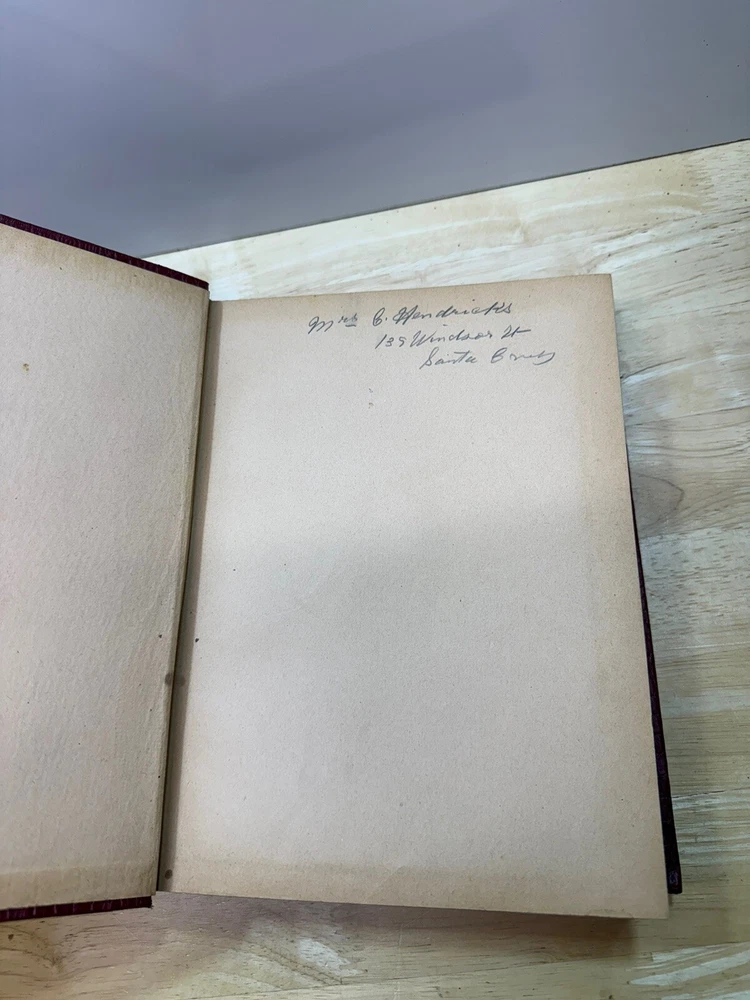 Mrs C. Hendricks
135 Windsor St
Santa Cruz